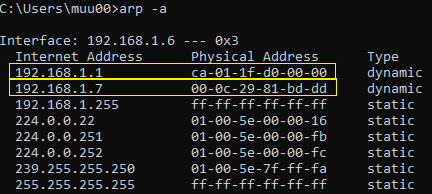 C:\Users\muu00>arp -a
Interface: 192.168.1.6 --- 0x3
Internet Address Physical Address Type
192.168.1.1 ca-01-1f-d0-00-00 dynamic
192.168.1.7 00-0c-29-81-bd-dd dynamic
192.168.1.255 ff-ff-ff-ff-ff-ff static
224.0.0.22 01-00-5e-00-00-16 static
224.0.0.251 01-00-5e-00-00-fb static
224.0.0.252 01-00-5e-00-00-fc static
239.255.255.250 01-00-5e-7f-ff-fa static
255.255.255.255 ff-ff-ff-ff-ff-ff static